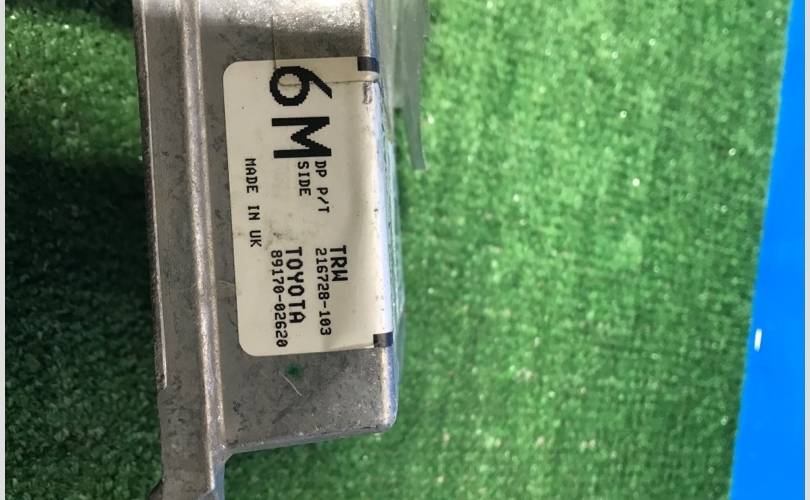 6M
DP P/T
SIDE
MADE IN UK
TRW
216728-103
TOYOTA
89170-02620